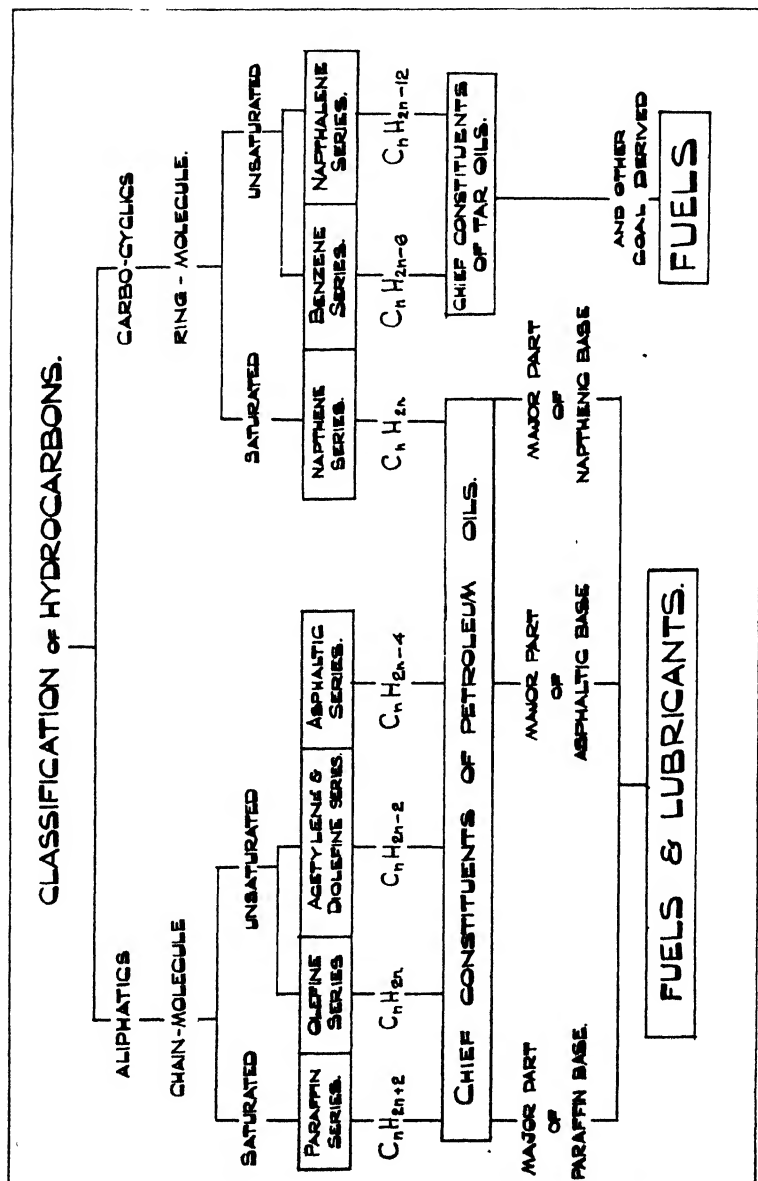 CLASSIFICATION OF HYDROCARBONS.
ALIPHATICS
CARBO-CYCLICS
CHAIN-MOLECULE
RING - MOLECULE.
SATURATED
UNSATURATED
SATURATED
UNSATURATED
PARAFFIN
SERIES.
OLEFINE
SERIES
ACETYLENE &
DIOLEFINE SERIES.
ASPHALTIC
SERIES.
NAPTHENE
SERIES.
BENZENE
SERIES.
NAPTHALENE
SERIES.
CnH2n+2
CnH2n
CnH2n-2
CnH2n-4
CnH2n
CnH2n-6
CnH2n-12
CHIEF CONSTITUENTS OF PETROLEUM OILS.
CHIEF CONSTITUENTS
OF TAR OILS.
MAJOR PART
OF
PARAFFIN BASE.
MAJOR PART
OF
ASPHALTIC BASE
MAJOR PART
OF
NAPTHENIC BASE
AND OTHER
COAL DERIVED
FUELS
FUELS & LUBRICANTS.